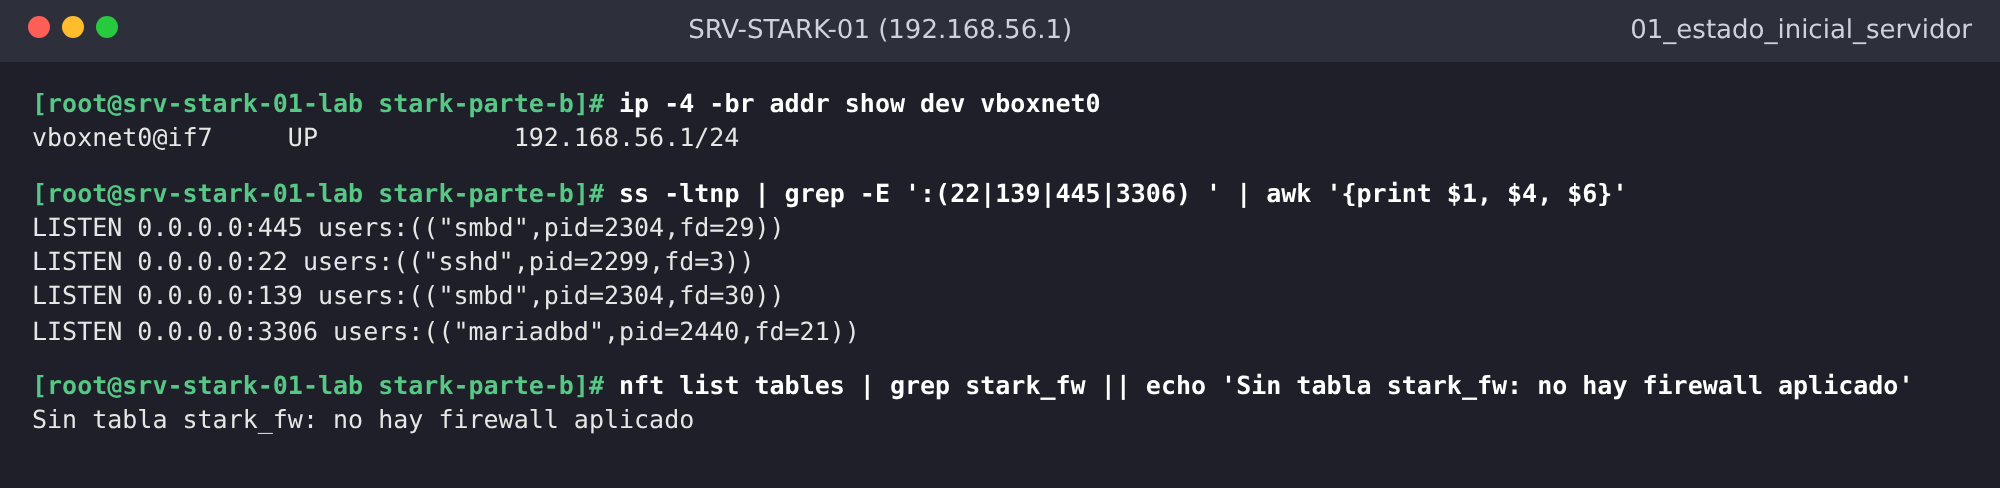 SRV-STARK-01 (192.168.56.1)
01_estado_inicial_servidor
[root@srv-stark-01-lab stark-parte-b]# ip -4 -br addr show dev vboxnet0
vboxnet0@if7     UP             192.168.56.1/24
[root@srv-stark-01-lab stark-parte-b]# ss -ltnp | grep -E ':(22|139|445|3306) ' | awk '{print $1, $4, $6}'
LISTEN 0.0.0.0:445 users:(("smbd",pid=2304,fd=29))
LISTEN 0.0.0.0:22 users:(("sshd",pid=2299,fd=3))
LISTEN 0.0.0.0:139 users:(("smbd",pid=2304,fd=30))
LISTEN 0.0.0.0:3306 users:(("mariadbd",pid=2440,fd=21))
[root@srv-stark-01-lab stark-parte-b]# nft list tables | grep stark_fw || echo 'Sin tabla stark_fw: no hay firewall aplicado'
Sin tabla stark_fw: no hay firewall aplicado